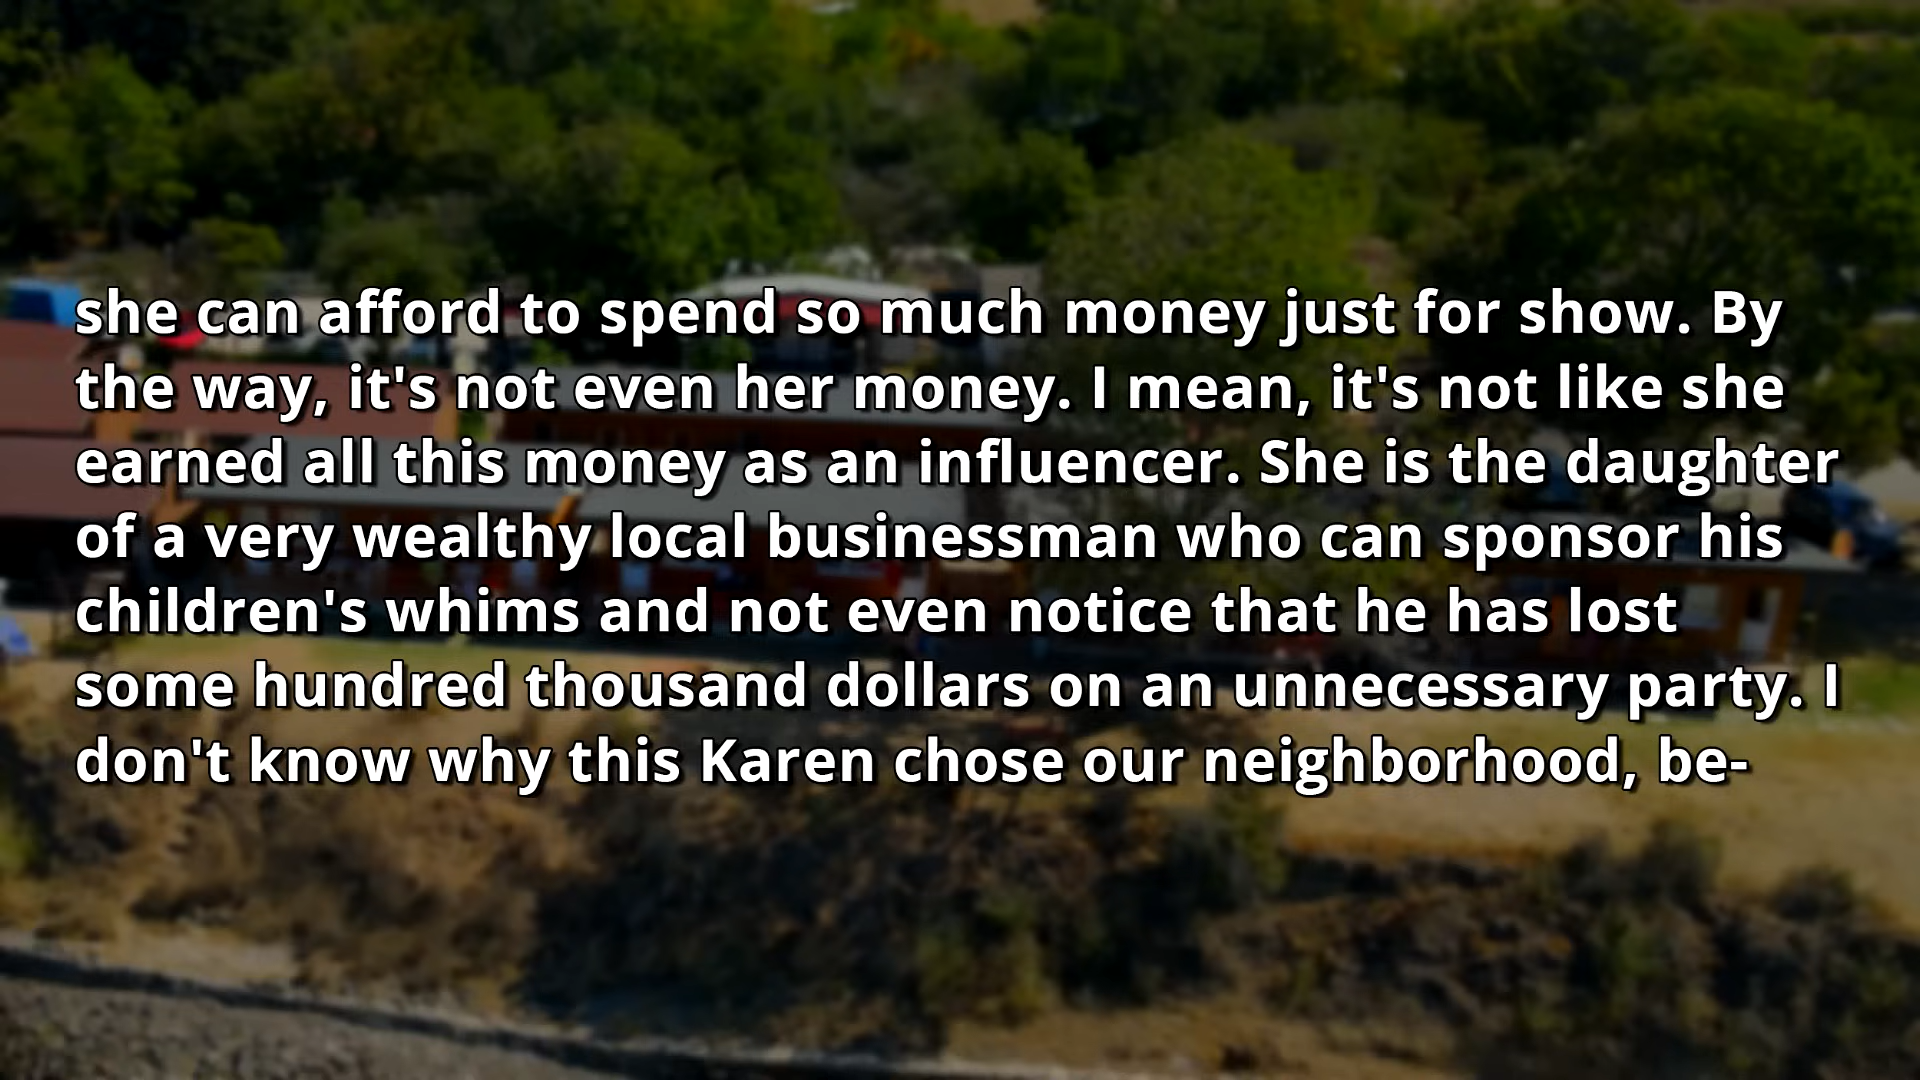 she can afford to spend so much money just for show. By
the way, it's not even her money. I mean, it's not like she
earned all this money as an influencer. She is the daughter
of a very wealthy local businessman who can sponsor his
children's whims and not even notice that he has lost
some hundred thousand dollars on an unnecessary party. I
don't know why this Karen chose our neighborhood, be-